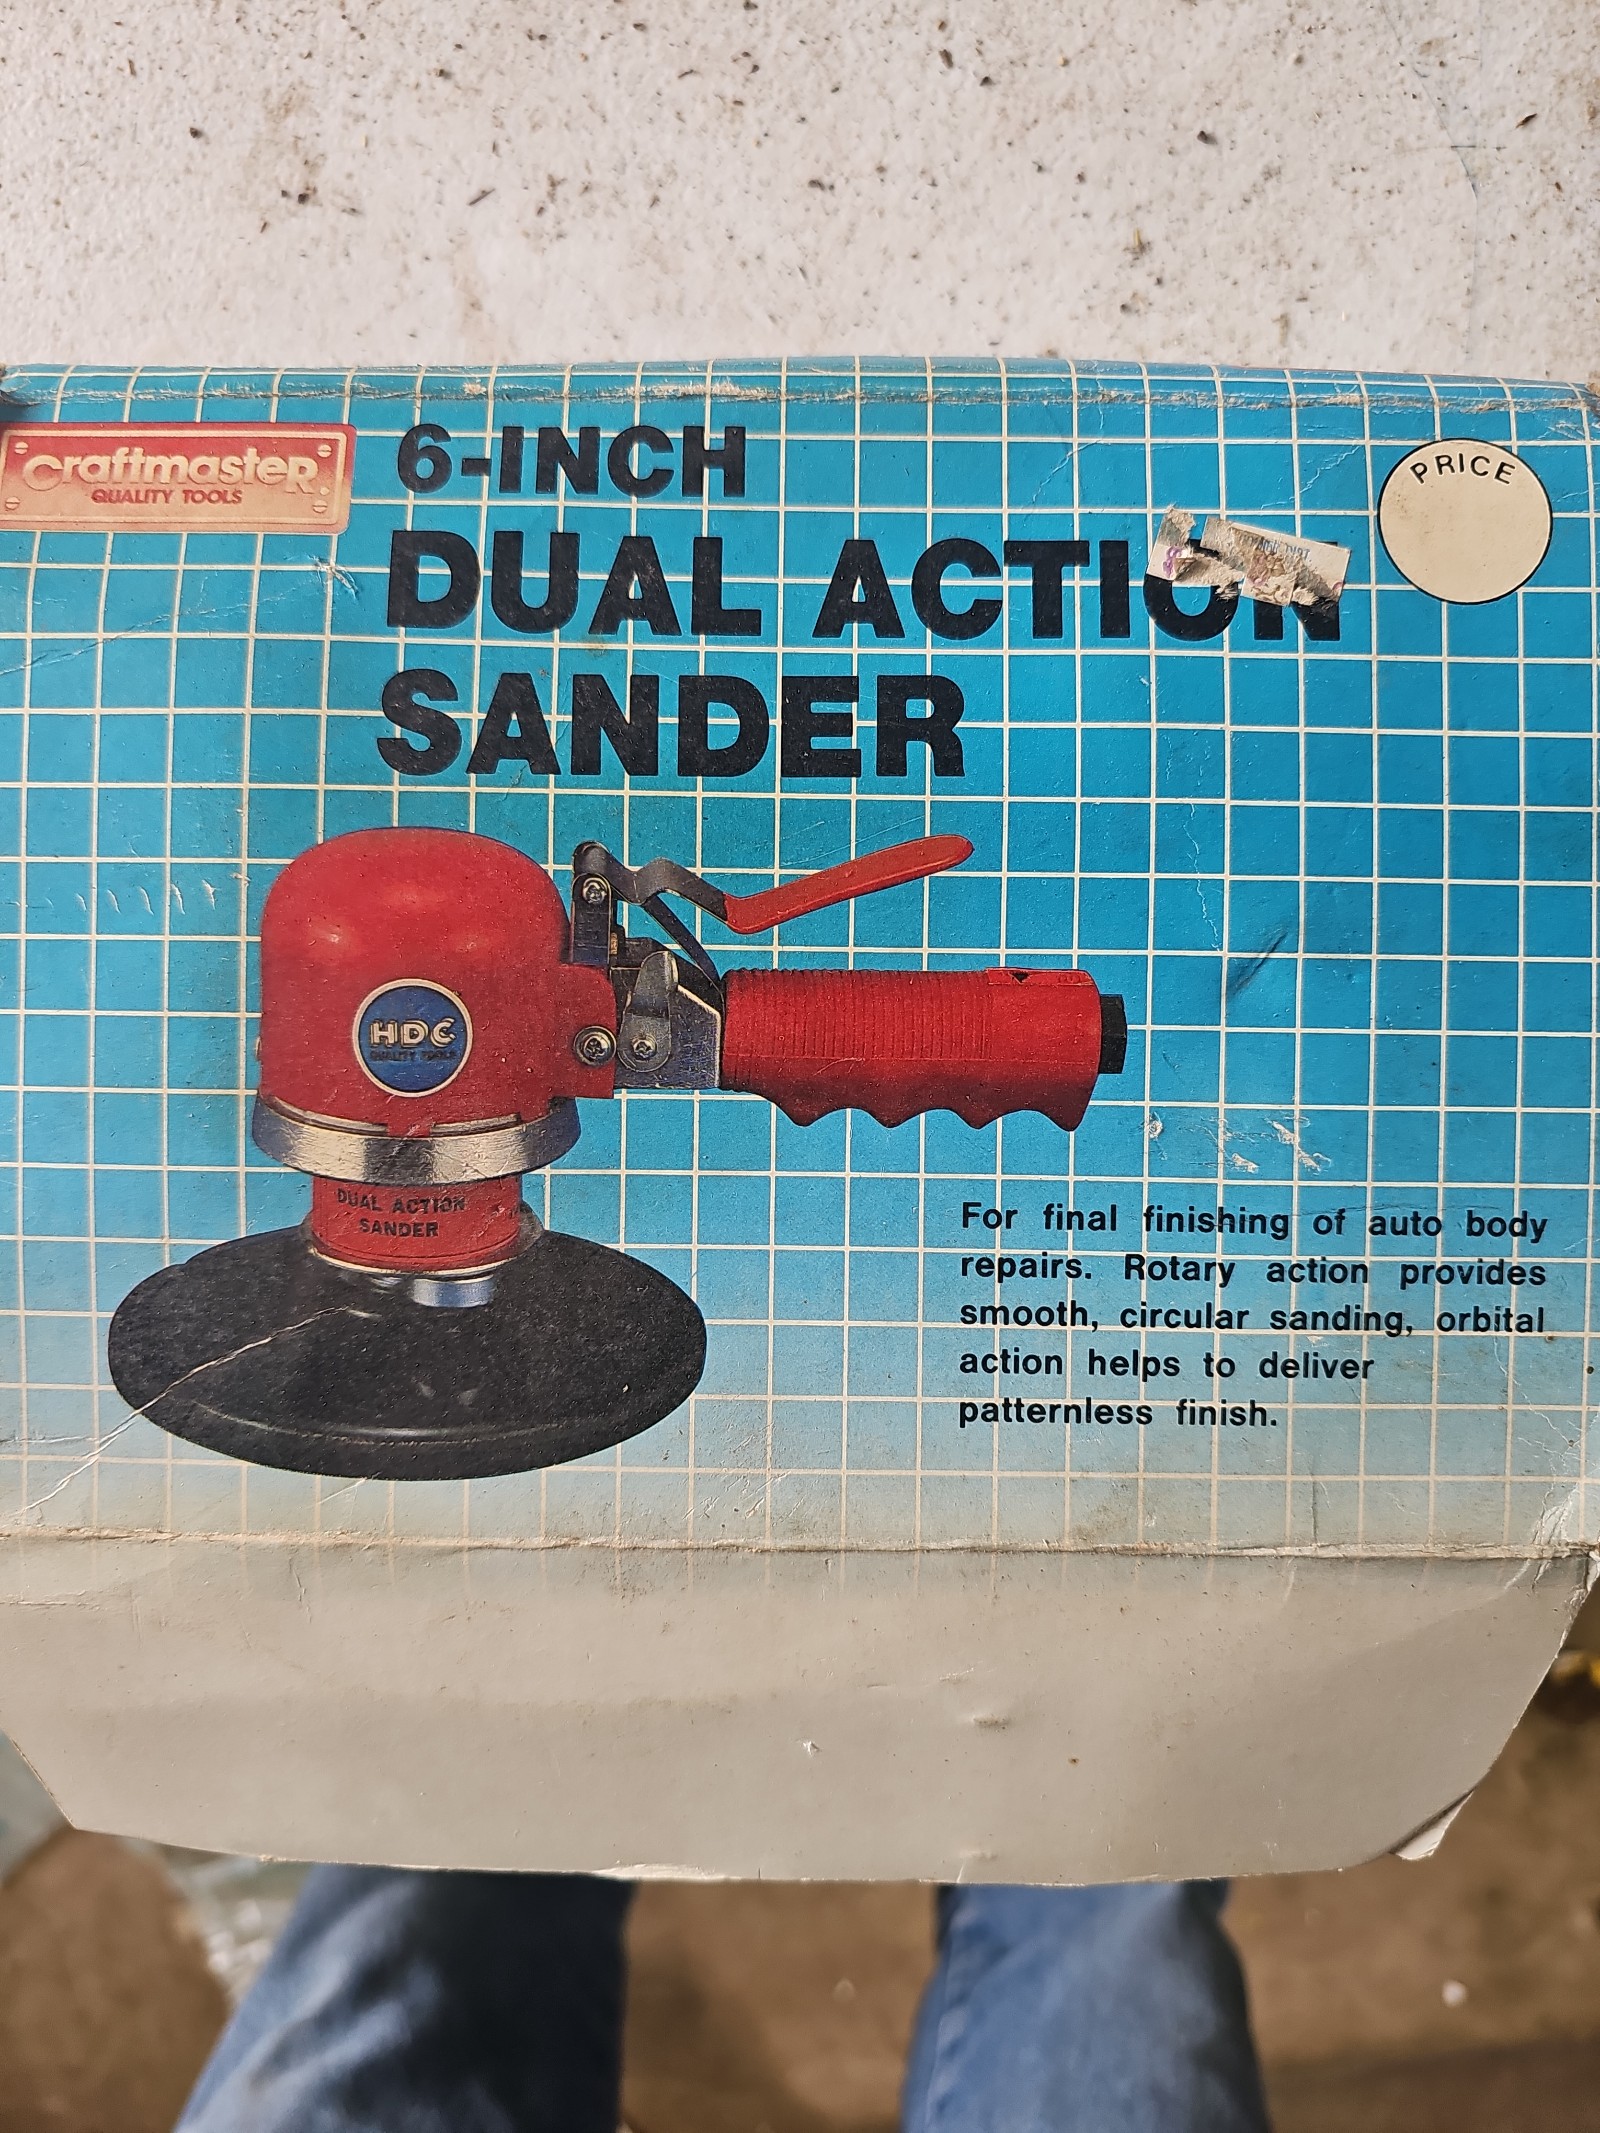 craftmasteR
QUALITY TOOLS
6-INCH
DUAL ACTION
SANDER
PRICE
HDC
QUALITY TOOLS
DUAL ACTION
SANDER
For final finishing of auto body
repairs. Rotary action provides
smooth, circular sanding, orbital
action helps to deliver
patternless finish.